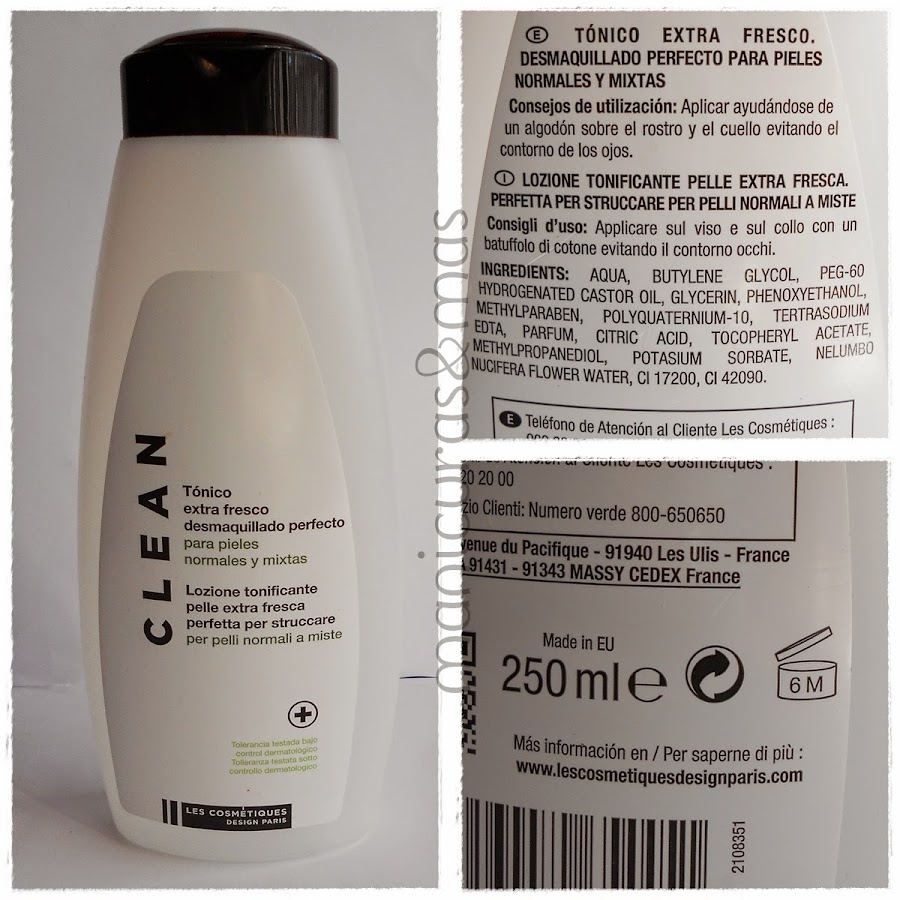 CLEAN
Tónico
extra fresco
desmaquillado perfecto
para pieles
normales y mixtas
Lozione tonificante
pelle extra fresca
perfetta per struccare
per pelli normali a miste
Tolerancia testada bajo
control dermatológico
Tolleranza testata sotto
controllo dermatologico
LES COSMÉTIQUES
DESIGN PARIS
manicuras&mas
E TÓNICO EXTRA FRESCO.
DESMAQUILLADO PERFECTO PARA PIELES
NORMALES Y MIXTAS
Consejos de utilización: Aplicar ayudándose de
un algodón sobre el rostro y el cuello evitando el
contorno de los ojos.
I LOZIONE TONIFICANTE PELLE EXTRA FRESCA.
PERFETTA PER STRUCCARE PER PELLI NORMALI A MISTE
Consigli d'uso: Applicare sul viso e sul collo con un
batuffolo di cotone evitando il contorno occhi.
INGREDIENTS: AQUA, BUTYLENE GLYCOL, PEG-60
HYDROGENATED CASTOR OIL, GLYCERIN, PHENOXYETHANOL,
METHYLPARABEN, POLYQUATERNIUM-10, TERTRASODIUM
EDTA, PARFUM, CITRIC ACID, TOCOPHERYL ACETATE,
METHYLPROPANEDIOL, POTASIUM SORBATE, NELUMBO
NUCIFERA FLOWER WATER, CI 17200, CI 42090.
E Teléfono de Atención al Cliente Les Cosmétiques :
al Cliente Les Cosmétiques :
20 20 00
zio Clienti: Numero verde 800-650650
venue du Pacifique - 91940 Les Ulis - France
A 91431 - 91343 MASSY CEDEX France
Made in EU
250 ml e
6 M
Más información en / Per saperne di più :
www.lescosmetiquesdesignparis.com
2108351